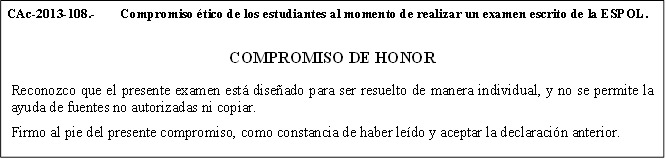 CAc-2013-108.- Compromiso ético de los estudiantes al momento de realizar un examen escrito de la ESPOL.
COMPROMISO DE HONOR
Reconozco que el presente examen está diseñado para ser resuelto de manera individual, y no se permite la
ayuda de fuentes no autorizadas ni copiar.
Firmo al pie del presente compromiso, como constancia de haber leído y aceptar la declaración anterior.